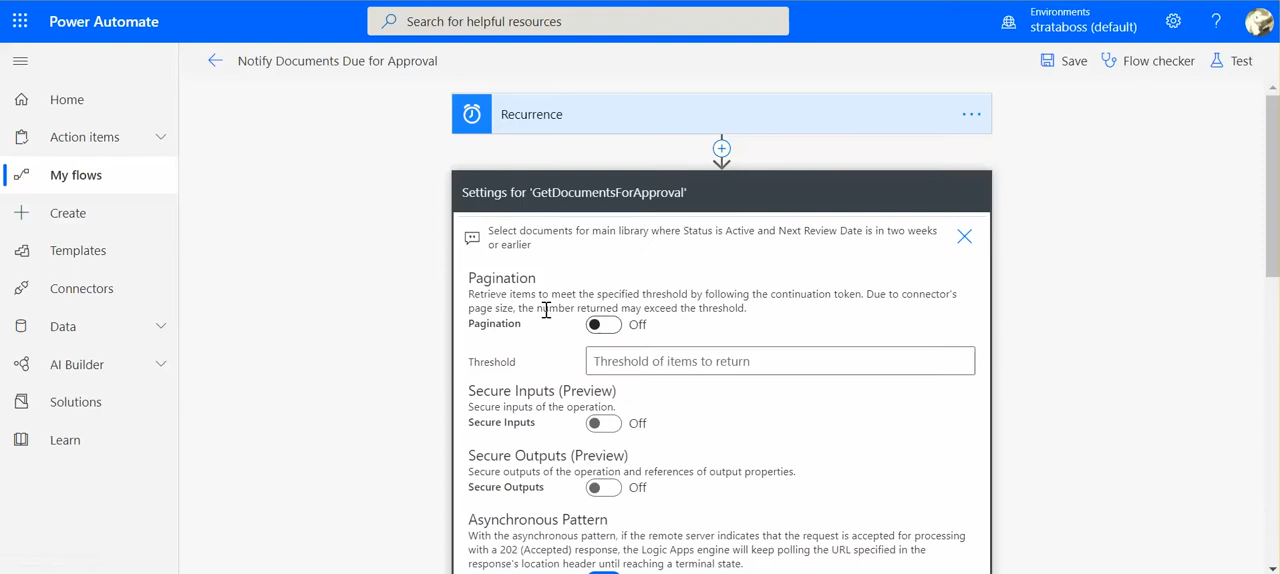 Power Automate
Search for helpful resources
Environments
strataboss (default)
?
Notify Documents Due for Approval
Save
Flow checker
Test
Home
Action items
My flows
Create
Templates
Connectors
Data
AI Builder
Solutions
Learn
Recurrence
Settings for 'GetDocumentsForApproval'
Select documents for main library where Status is Active and Next Review Date is in two weeks
or earlier
Pagination
Retrieve items to meet the specified threshold by following the continuation token. Due to connector's
page size, the number returned may exceed the threshold.
Pagination
Off
Threshold
Threshold of items to return
Secure Inputs (Preview)
Secure inputs of the operation.
Secure Inputs
Off
Secure Outputs (Preview)
Secure outputs of the operation and references of output properties.
Secure Outputs
Off
Asynchronous Pattern
With the asynchronous pattern, if the remote server indicates that the request is accepted for processing
with a 202 (Accepted) response, the Logic Apps engine will keep polling the URL specified in the
response's location header until reaching a terminal state.